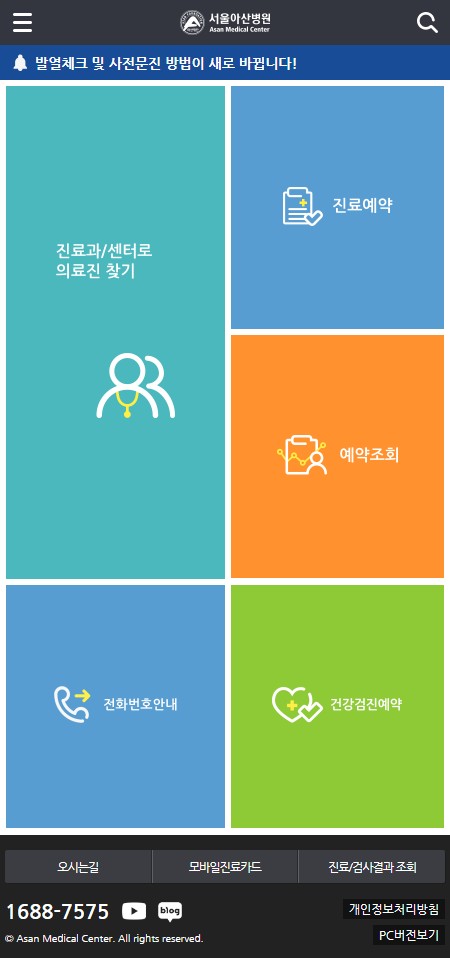 서울아산병원
Asan Medical Center
발열체크 및 사전문진 방법이 새로 바뀝니다!
진료과/센터로
의료진 찾기
진료예약
예약조회
전화번호안내
건강검진예약
오시는길
모바일진료카드
진료/검사결과 조회
1688-7575
blog
개인정보처리방침
PC버전보기
© Asan Medical Center. All rights reserved.